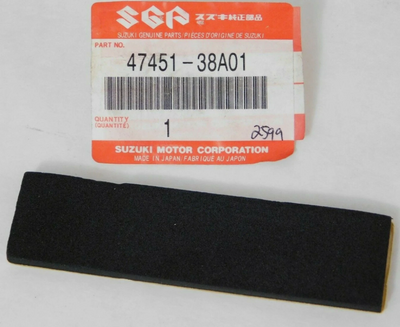 SGP スズキ純正部品
SUZUKI GENUINE PARTS / PIÈCES D'ORIGINE DE SUZUKI
PART NO.
47451-38A01
QUANTITY
(QUANTITÉ)
1
2599
SUZUKI MOTOR CORPORATION
MADE IN JAPAN FABRIQUÉ AU JAPON